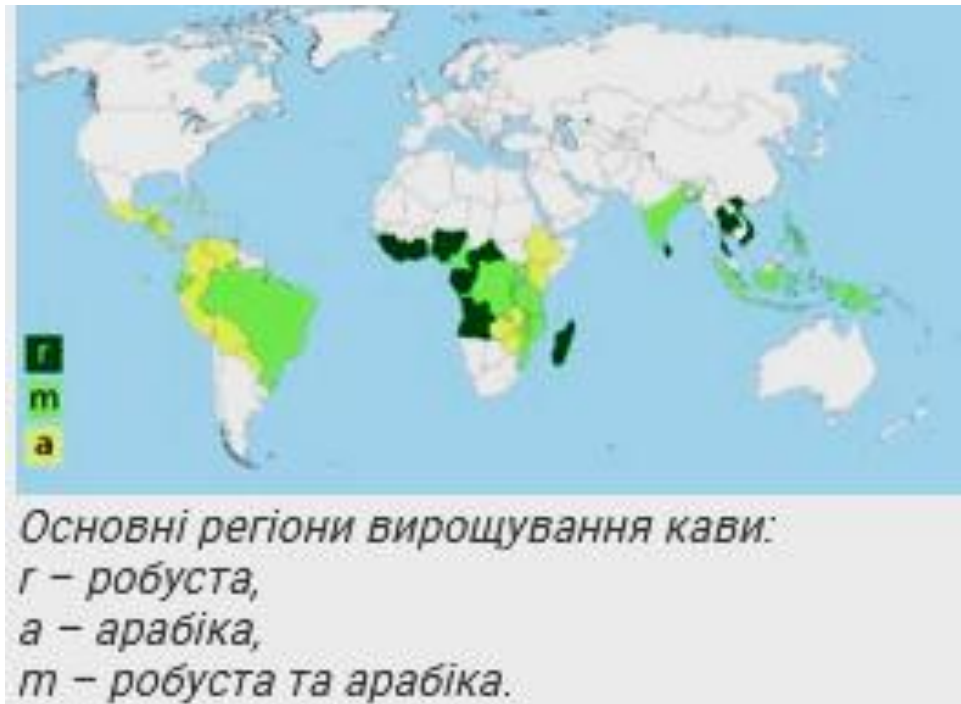 r
m
a
Основні регіони вирощування кави:
r – робуста,
a – арабіка,
m – робуста та арабіка.